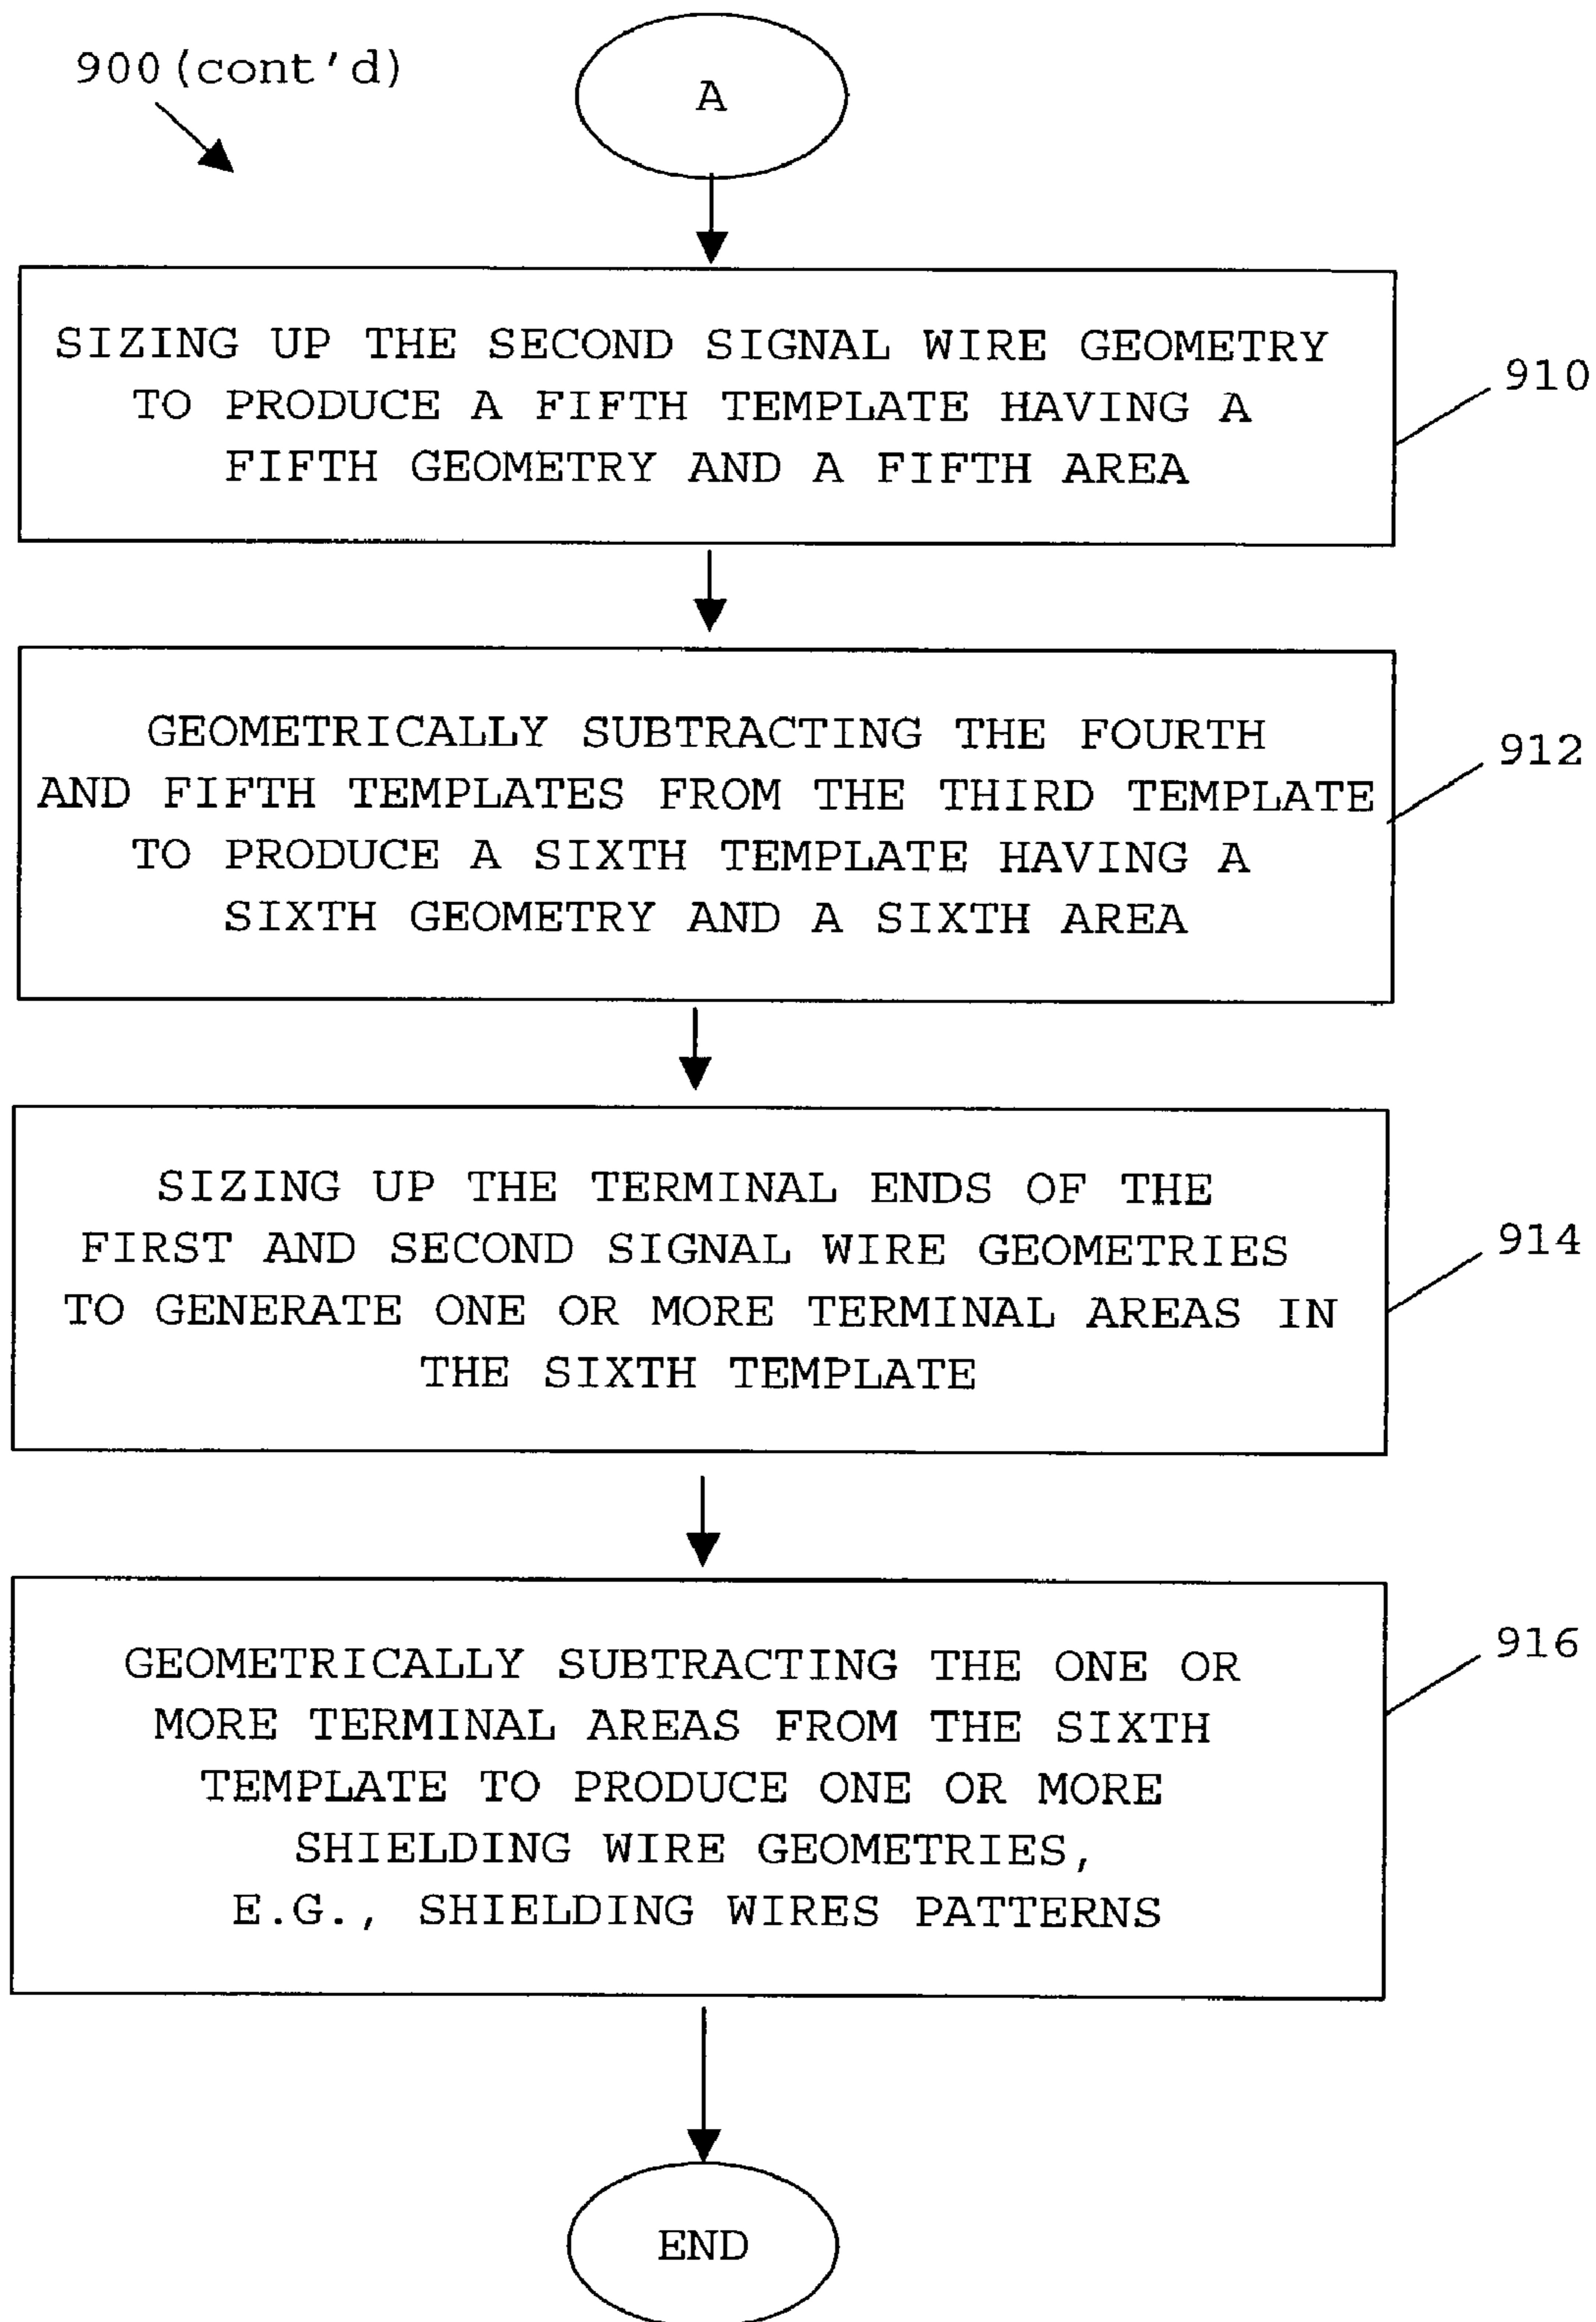 900 (cont'd)
A
SIZING UP THE SECOND SIGNAL WIRE GEOMETRY
TO PRODUCE A FIFTH TEMPLATE HAVING A
FIFTH GEOMETRY AND A FIFTH AREA
910
GEOMETRICALLY SUBTRACTING THE FOURTH
AND FIFTH TEMPLATES FROM THE THIRD TEMPLATE
TO PRODUCE A SIXTH TEMPLATE HAVING A
SIXTH GEOMETRY AND A SIXTH AREA
912
SIZING UP THE TERMINAL ENDS OF THE
FIRST AND SECOND SIGNAL WIRE GEOMETRIES
TO GENERATE ONE OR MORE TERMINAL AREAS IN
THE SIXTH TEMPLATE
914
GEOMETRICALLY SUBTRACTING THE ONE OR
MORE TERMINAL AREAS FROM THE SIXTH
TEMPLATE TO PRODUCE ONE OR MORE
SHIELDING WIRE GEOMETRIES,
E.G., SHIELDING WIRES PATTERNS
916
END